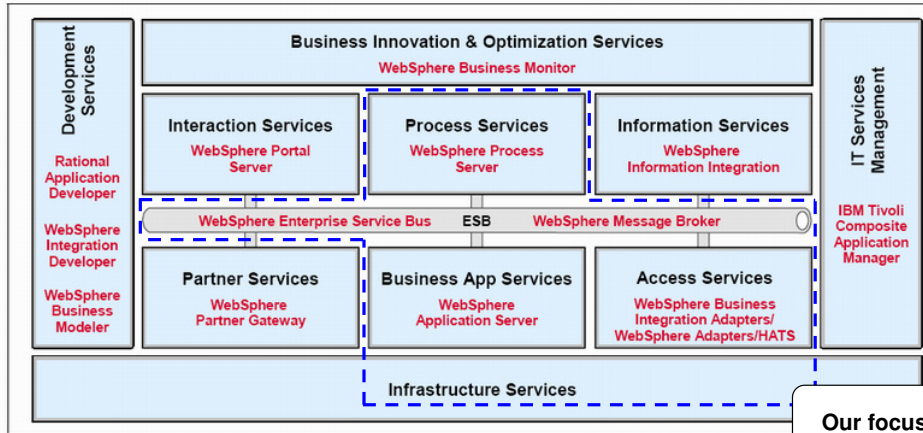 Development
Services
Rational
Application
Developer
WebSphere
Integration
Developer
WebSphere
Business
Modeler
Business Innovation & Optimization Services
WebSphere Business Monitor
Interaction Services
WebSphere Portal
Server
Process Services
WebSphere Process
Server
Information Services
WebSphere
Information Integration
WebSphere Enterprise Service Bus
ESB
WebSphere Message Broker
Partner Services
WebSphere
Partner Gateway
Business App Services
WebSphere
Application Server
Access Services
WebSphere Business
Integration Adapters/
WebSphere Adapters/HATS
IT Services
Management
IBM Tivoli
Composite
Application
Manager
Infrastructure Services
Our focus